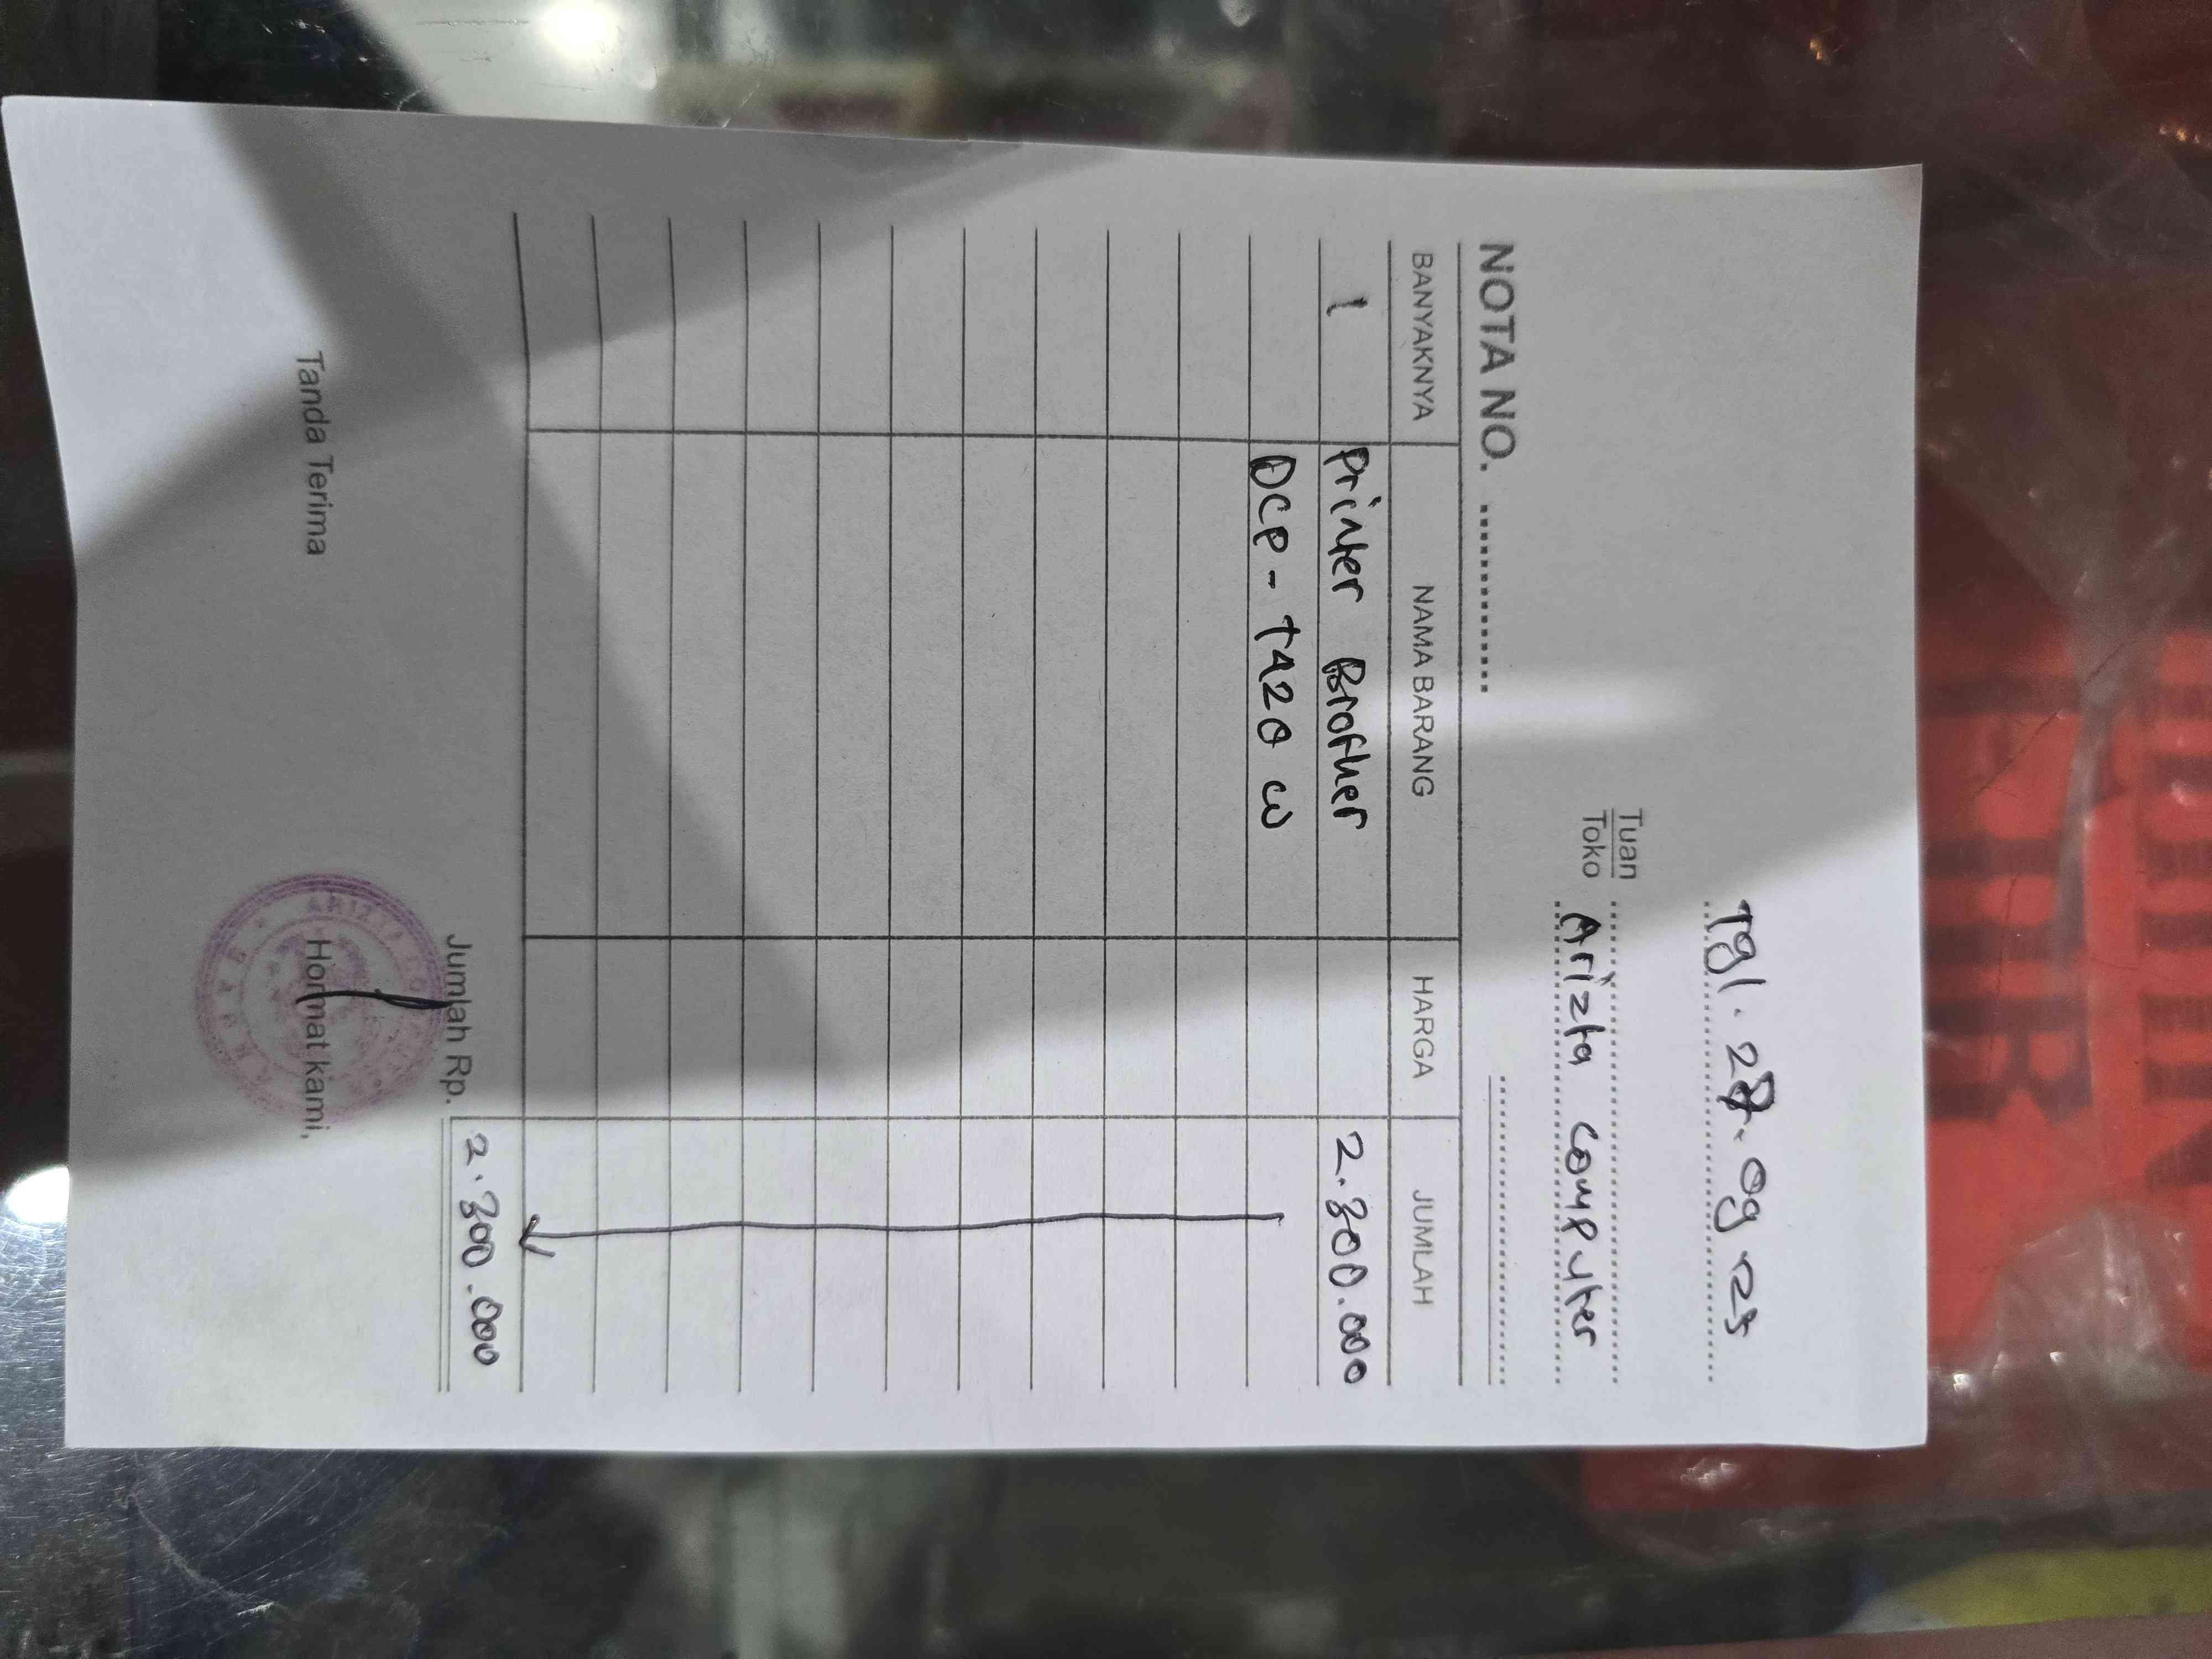 Tgl. 27.09 25
Tuan
Toko Arizta Computer
NOTA NO. ..............
BANYAKNYA NAMA BARANG HARGA JUMLAH
1 Printer Brother 2.300.000
DCP-T420 W
Jumlah Rp. 2.300.000
Tanda Terima Hormat kami,